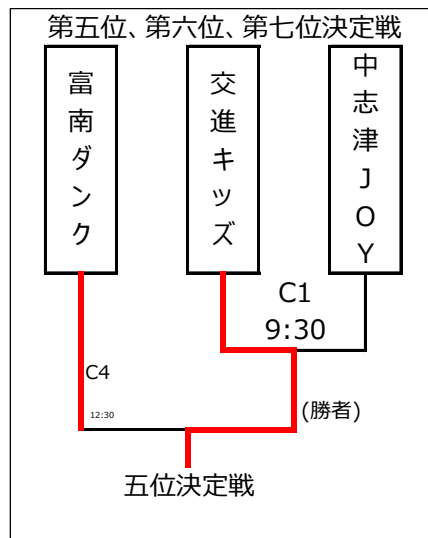 第五位、第六位、第七位決定戦
富南ダンク
交進キッズ
中志津JOY
C1
9:30
C4
12:30
(勝者)
五位決定戦